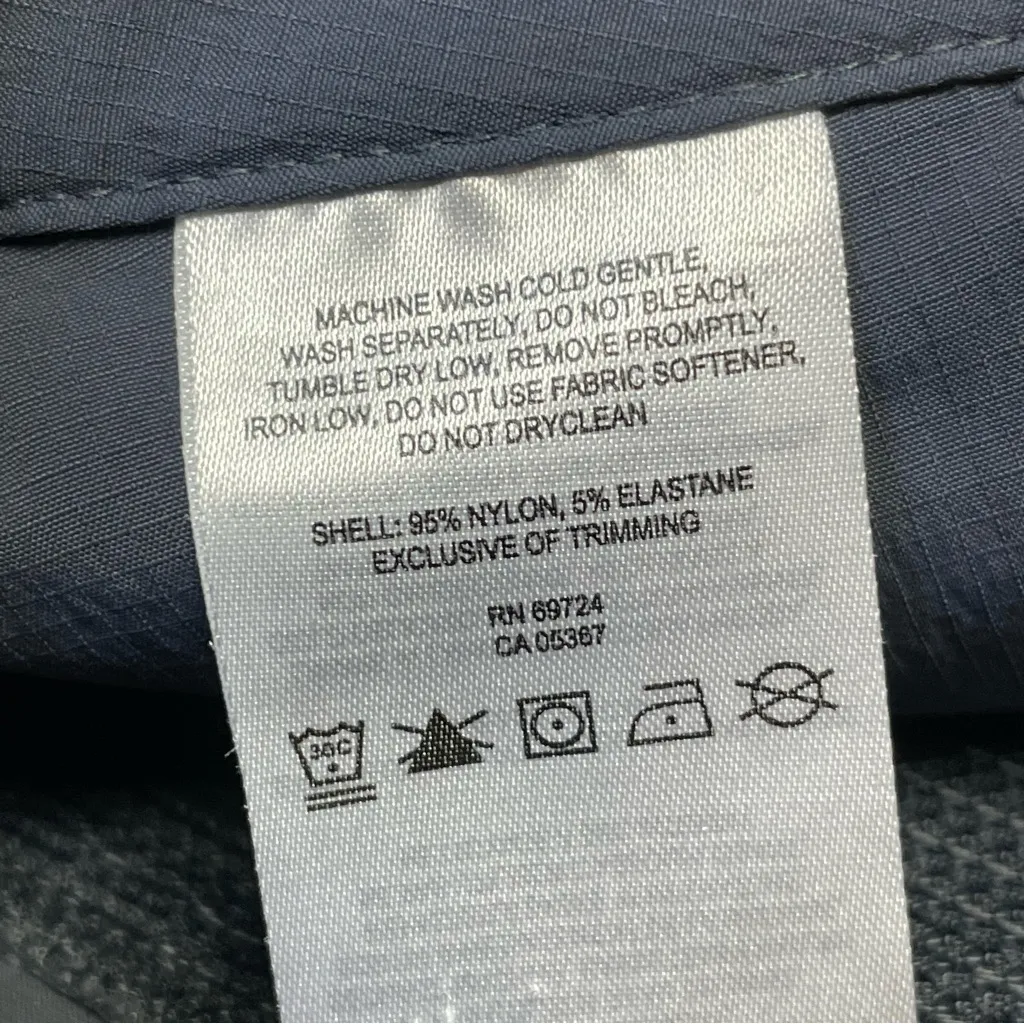 MACHINE WASH COLD GENTLE,
WASH SEPARATELY, DO NOT BLEACH,
TUMBLE DRY LOW, REMOVE PROMPTLY,
IRON LOW, DO NOT USE FABRIC SOFTENER,
DO NOT DRYCLEAN
SHELL: 95% NYLON, 5% ELASTANE
EXCLUSIVE OF TRIMMING
RN 69724
CA 05367
30C